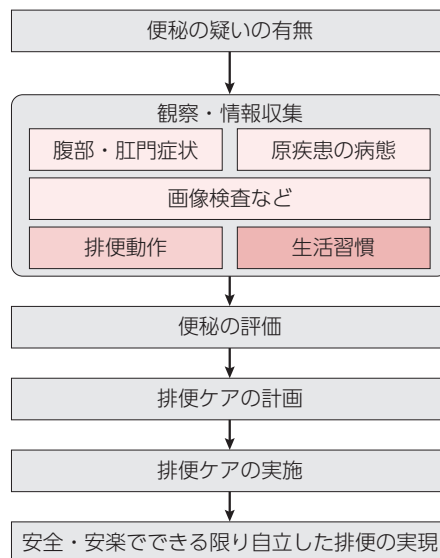 便秘の疑いの有無
観察・情報収集
腹部・肛門症状
原疾患の病態
画像検査など
排便動作
生活習慣
便秘の評価
排便ケアの計画
排便ケアの実施
安全・安楽でできる限り自立した排便の実現